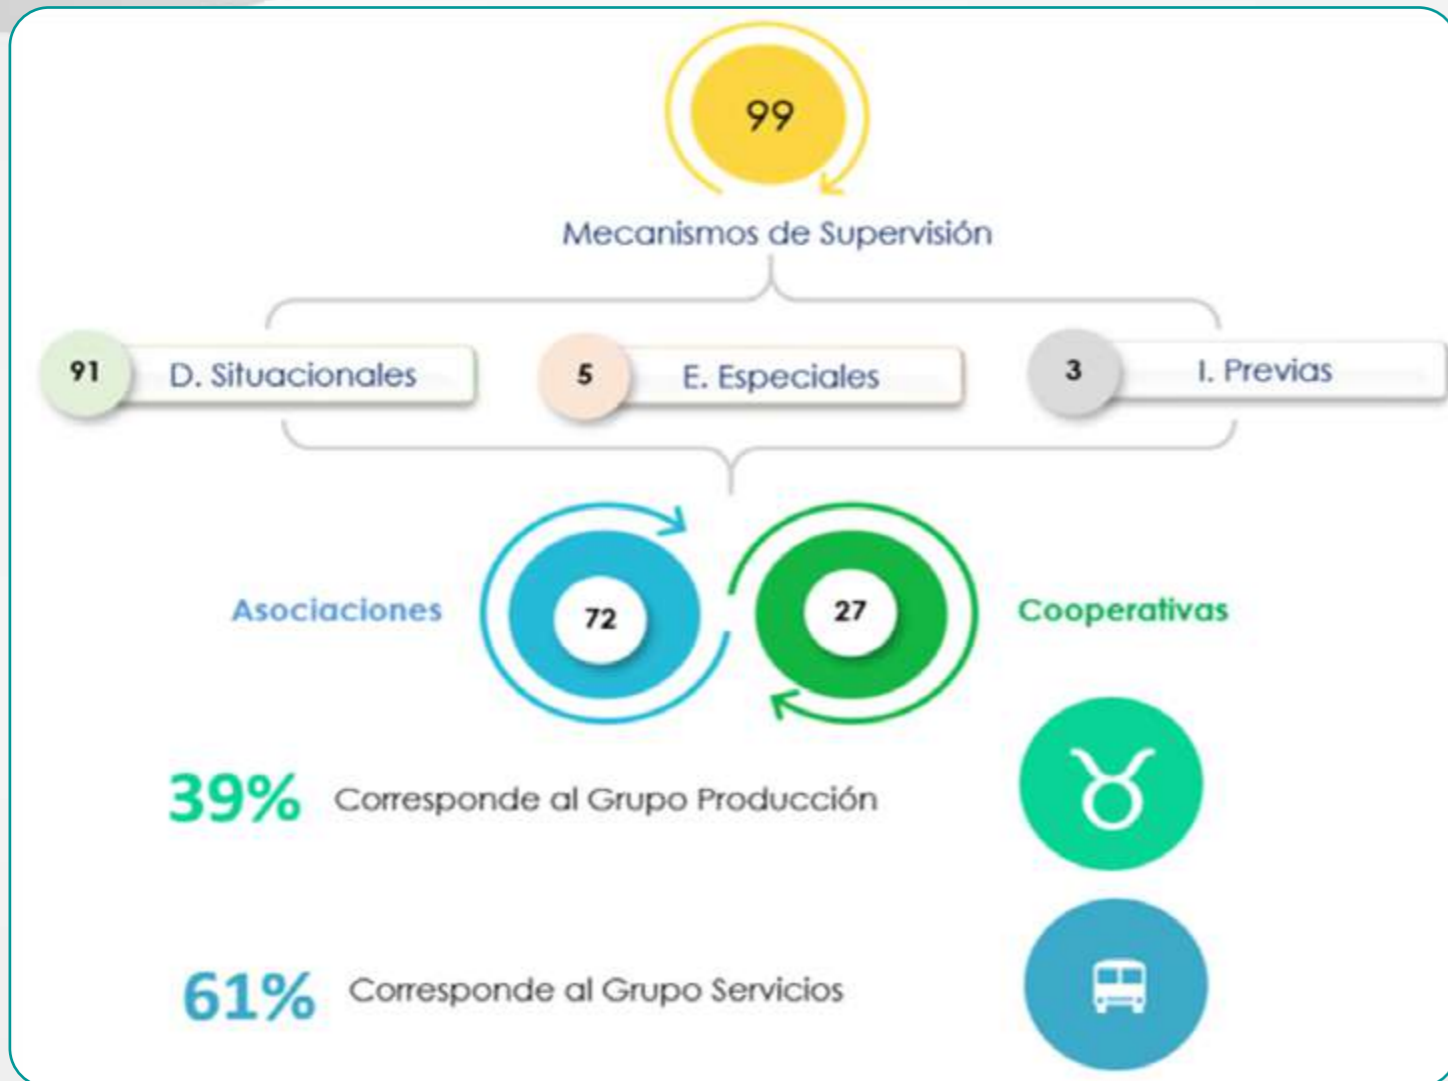 99
Mecanismos de Supervisión
91 D. Situacionales 5 E. Especiales 3 I. Previas
Asociaciones 72 27 Cooperativas
39% Corresponde al Grupo Producción
61% Corresponde al Grupo Servicios